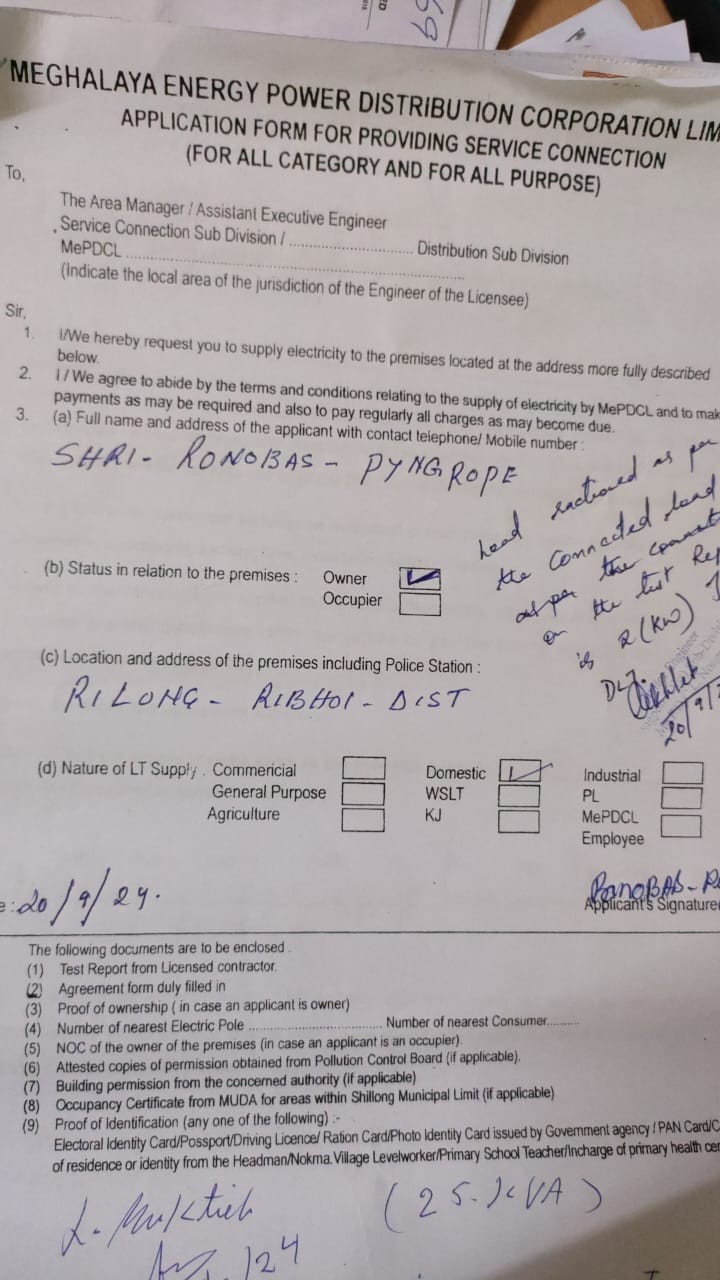 MEGHALAYA ENERGY POWER DISTRIBUTION CORPORATION LIM
APPLICATION FORM FOR PROVIDING SERVICE CONNECTION
(FOR ALL CATEGORY AND FOR ALL PURPOSE)
To,
The Area Manager / Assistant Executive Engineer
Service Connection Sub Division / .............................. Distribution Sub Division
MePDCL ..........................................................................................
(Indicate the local area of the jurisdiction of the Engineer of the Licensee)
Sir,
1. I/We hereby request you to supply electricity to the premises located at the address more fully described
below.
2. I / We agree to abide by the terms and conditions relating to the supply of electricity by MePDCL and to mak
payments as may be required and also to pay regularly all charges as may become due.
3. (a) Full name and address of the applicant with contact telephone/ Mobile number :
SHRI- RONOBAS - PYNGROPE
Load sactioned as per
the Connected load
as per the
or the test Rep
is 2 (KW)
20/9/2
(b) Status in relation to the premises : Owner
Occupier
(c) Location and address of the premises including Police Station :
RILONG - RIBHOI - DIST
(d) Nature of LT Supply . Commericial Domestic Industrial
General Purpose WSLT PL
Agriculture KJ MePDCL
Employee
e : 20/9/24.
RonoBAS - P
Applicant's Signature
The following documents are to be enclosed :
(1) Test Report from Licensed contractor.
(2) Agreement form duly filled in
(3) Proof of ownership ( in case an applicant is owner)
(4) Number of nearest Electric Pole .................................. Number of nearest Consumer..........
(5) NOC of the owner of the premises (in case an applicant is an occupier).
(6) Attested copies of permission obtained from Pollution Control Board (if applicable).
(7) Building permission from the concerned authority (if applicable)
(8) Occupancy Certificate from MUDA for areas within Shillong Municipal Limit (if applicable)
(9) Proof of Identification (any one of the following) :-
Electoral Identity Card/Possport/Driving Licence/ Ration Card/Photo Identity Card issued by Government agency / PAN Card/C
of residence or identity from the Headman/Nokma. Village Levelworker/Primary School Teacher/Incharge of primary health cen
L. Muktieh (25. KVA)
/24